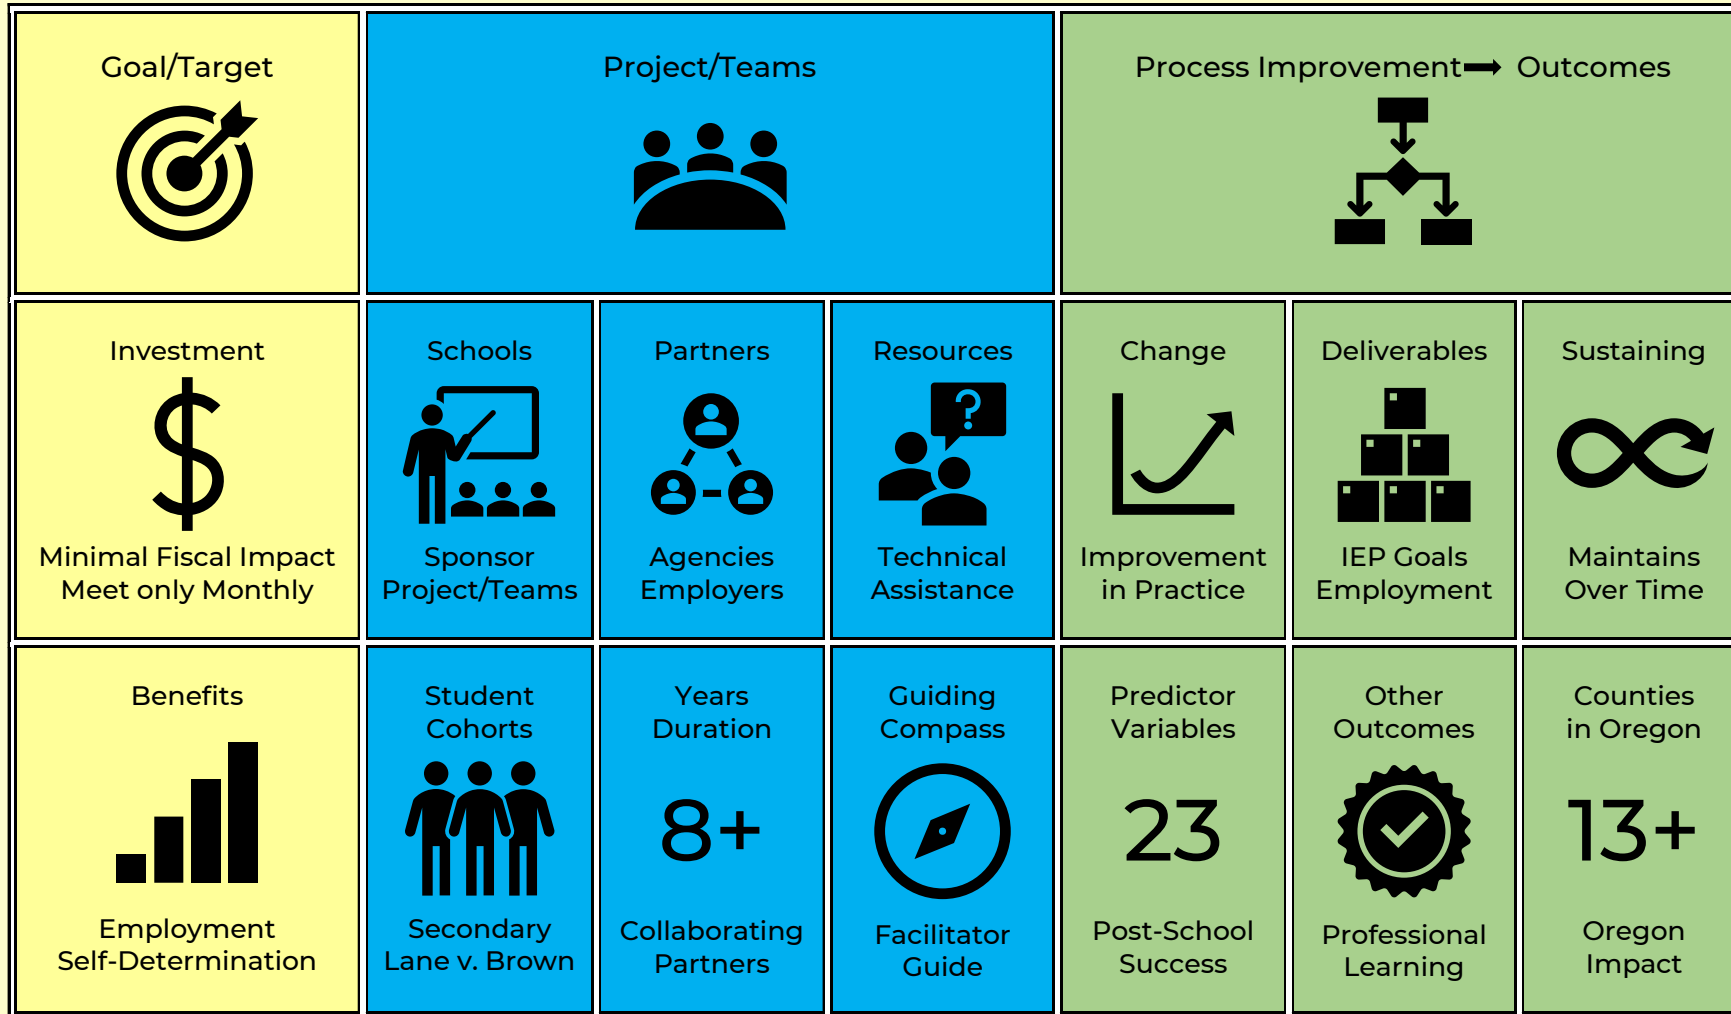 Goal/Target
Project/Teams
Process Improvement → Outcomes
Investment
$
Minimal Fiscal Impact
Meet only Monthly
Schools
Sponsor
Project/Teams
Partners
Agencies
Employers
Resources
?
Technical
Assistance
Change
Improvement
in Practice
Deliverables
IEP Goals
Employment
Sustaining
Maintains
Over Time
Benefits
Employment
Self-Determination
Student
Cohorts
Secondary
Lane v. Brown
Years
Duration
8+
Collaborating
Partners
Guiding
Compass
Facilitator
Guide
Predictor
Variables
23
Post-School
Success
Other
Outcomes
Professional
Learning
Counties
in Oregon
13+
Oregon
Impact